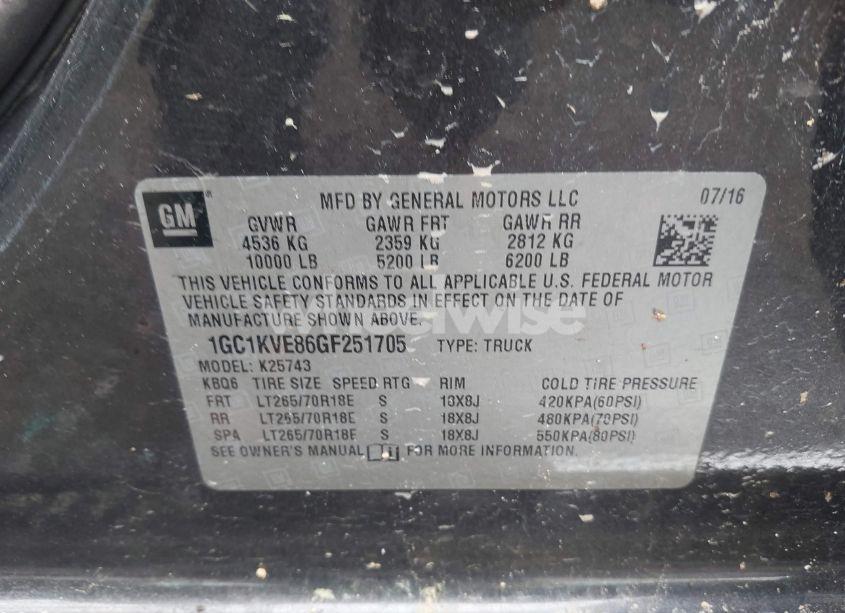 GM
MFD BY GENERAL MOTORS LLC
07/16
GVWR GAWR FRT GAWR RR
4536 KG 2359 KG 2812 KG
10000 LB 5200 LB 6200 LB
THIS VEHICLE CONFORMS TO ALL APPLICABLE U.S. FEDERAL MOTOR
VEHICLE SAFETY STANDARDS IN EFFECT ON THE DATE OF
MANUFACTURE SHOWN ABOVE.
wheelwise
1GC1KVE86GF251705 TYPE: TRUCK
MODEL: K25743
KBQ6 TIRE SIZE SPEED RTG RIM COLD TIRE PRESSURE
FRT LT265/70R18E S 18X8J 420KPA(60PSI)
RR LT265/70R18E S 18X8J 480KPA(70PSI)
SPA LT265/70R18E S 18X8J 550KPA(80PSI)
SEE OWNER'S MANUAL FOR MORE INFORMATION.